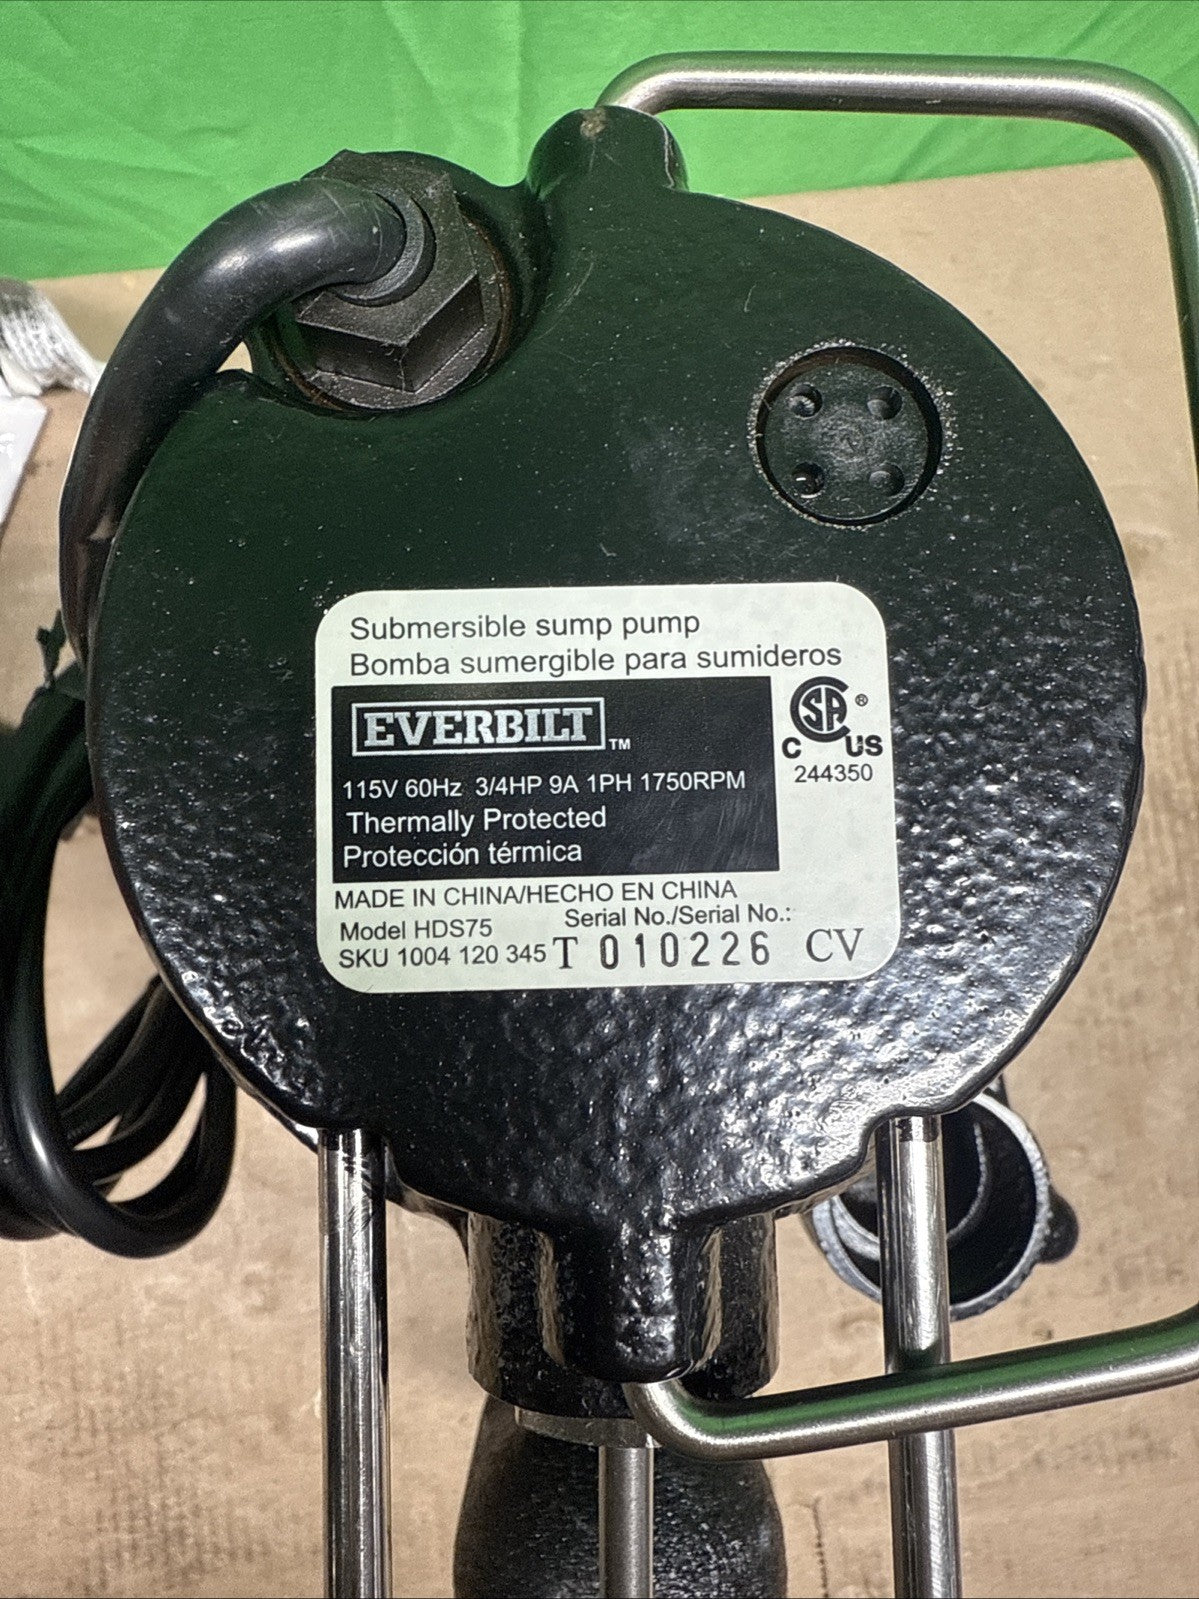 Submersible sump pump
Bomba sumergible para sumideros
EVERBILT™
CSA® C US
244350
115V 60Hz 3/4HP 9A 1PH 1750RPM
Thermally Protected
Protección térmica
MADE IN CHINA/HECHO EN CHINA
Model HDS75
Serial No./Serial No.:
SKU 1004 120 345
T 010226 CV